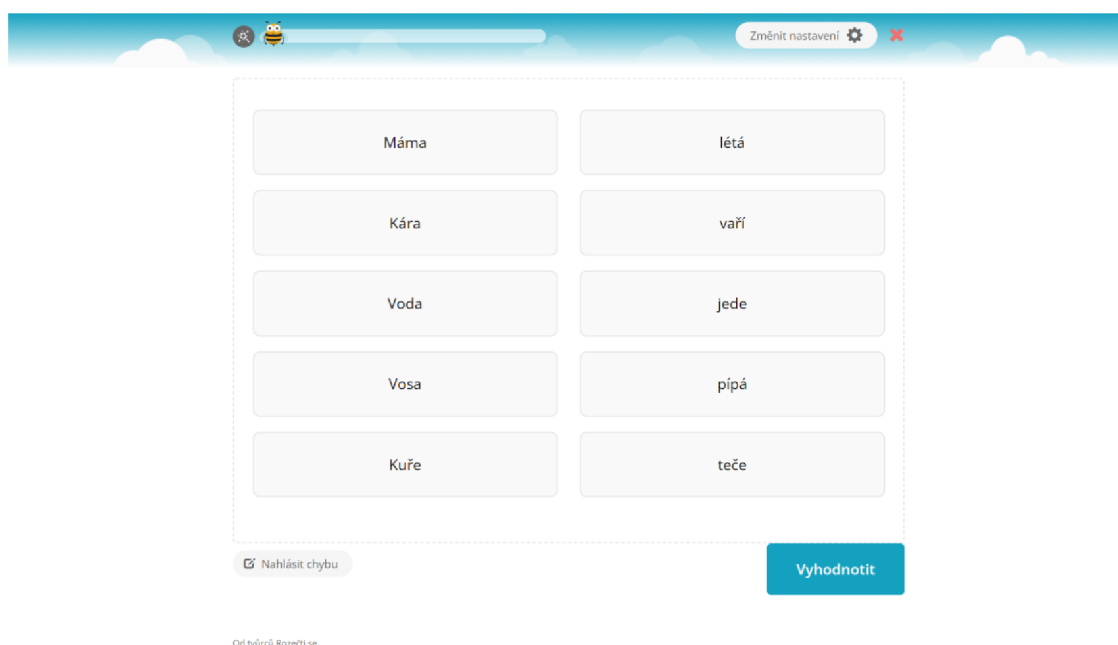 Změnit nastavení
Máma létá
Kára vaří
Voda jede
Vosa pípá
Kuře teče
Nahlásit chybu
Vyhodnotit
Od tvůrců Rozečti se